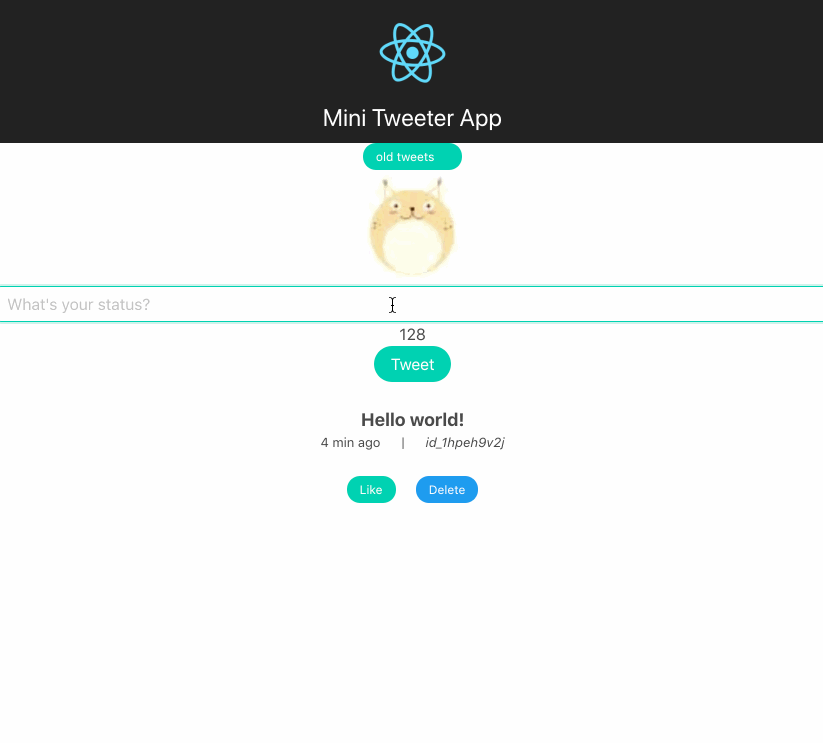 Mini Tweeter App
old tweets
What's your status?
128
Tweet
Hello world!
4 min ago | id_1hpeh9v2j
Like Delete